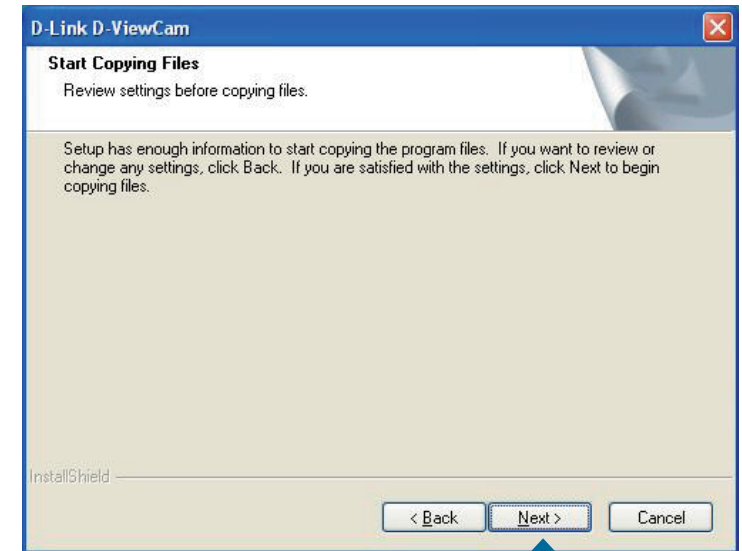 D-Link D-ViewCam
Start Copying Files
Review settings before copying files.
Setup has enough information to start copying the program files. If you want to review or
change any settings, click Back. If you are satisfied with the settings, click Next to begin
copying files.
InstallShield
< Back
Next >
Cancel